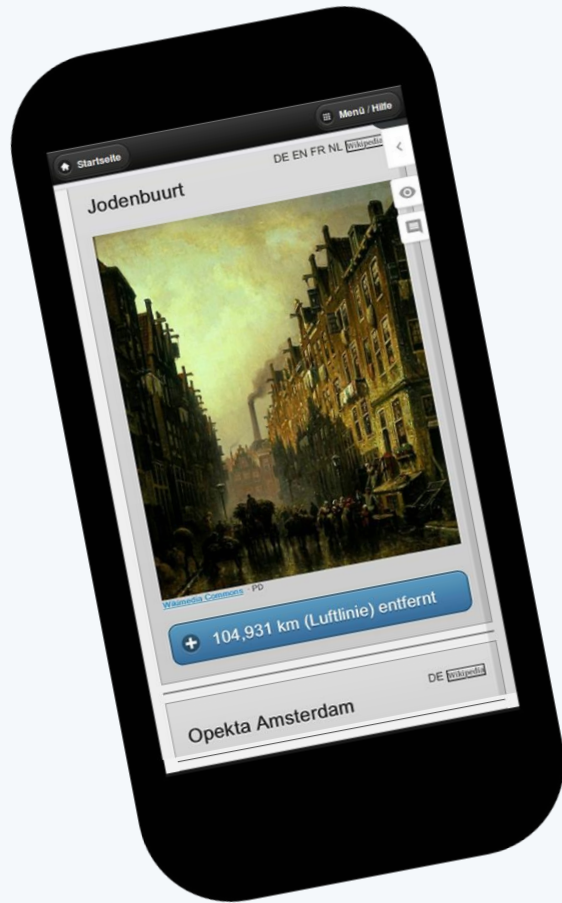 Startseite
Menü / Hilfe
Jodenbuurt
DE EN FR NL Wikipedia
Wikimedia Commons - PD
104,931 km (Luftlinie) entfernt
DE Wikipedia
Opekta Amsterdam